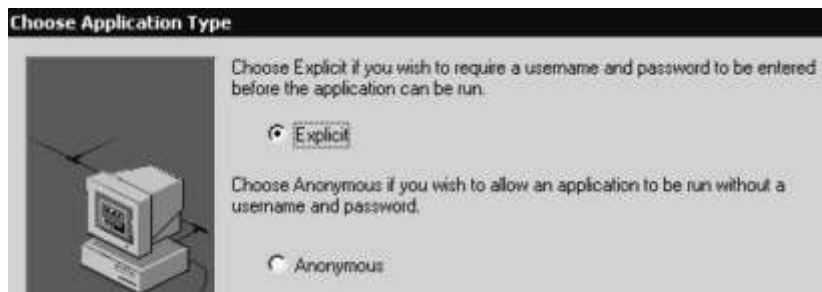 Choose Application Type
Choose Explicit if you wish to require a username and password to be entered
before the application can be run.
Explicit
Choose Anonymous if you wish to allow an application to be run without a
username and password.
Anonymous